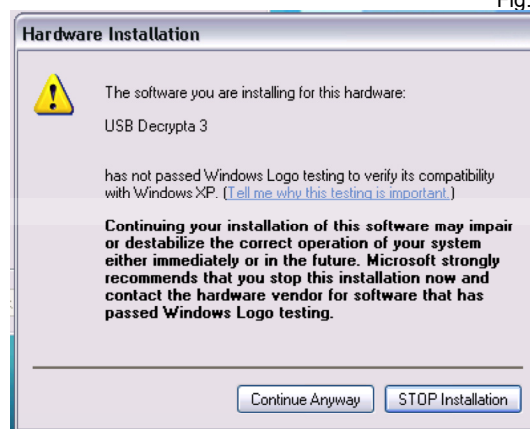 Fig.
Hardware Installation
The software you are installing for this hardware:
USB Decrypta 3
has not passed Windows Logo testing to verify its compatibility
with Windows XP. (Tell me why this testing is important.)
Continuing your installation of this software may impair
or destabilize the correct operation of your system
either immediately or in the future. Microsoft strongly
recommends that you stop this installation now and
contact the hardware vendor for software that has
passed Windows Logo testing.
Continue Anyway STOP Installation